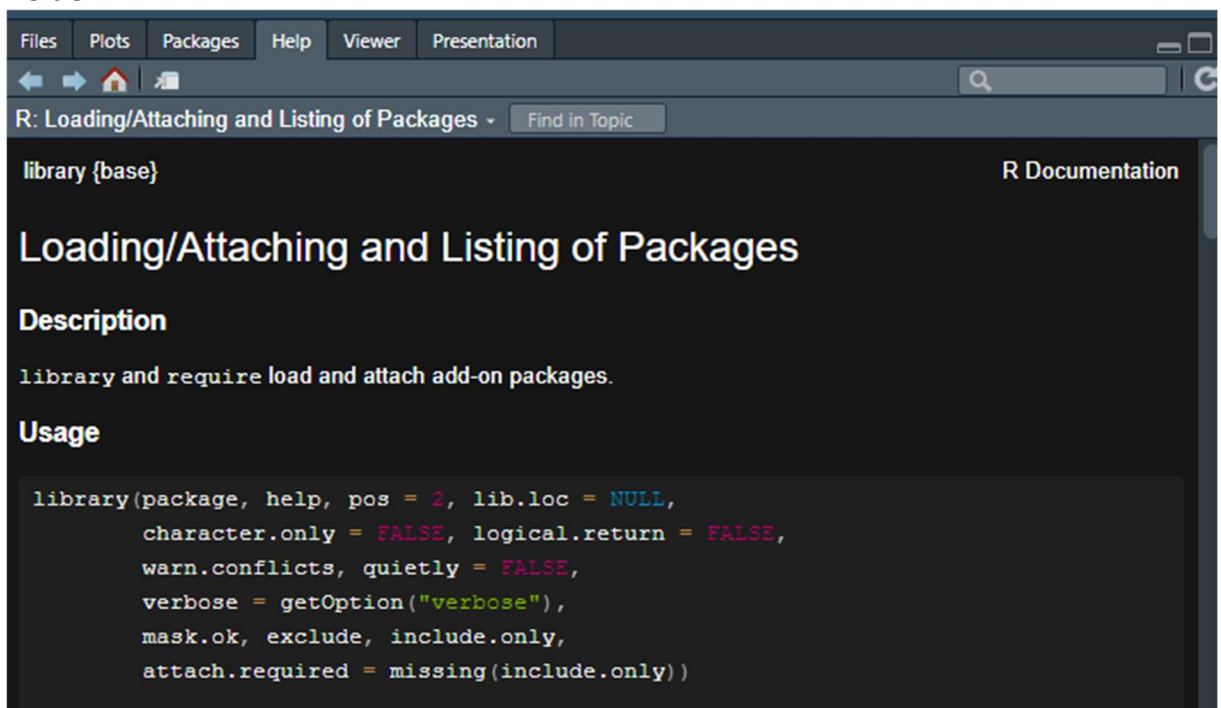 Files Plots Packages Help Viewer Presentation
R: Loading/Attaching and Listing of Packages Find in Topic
library {base} R Documentation
Loading/Attaching and Listing of Packages
Description
library and require load and attach add-on packages.
Usage
library(package, help, pos = 2, lib.loc = NULL,
        character.only = FALSE, logical.return = FALSE,
        warn.conflicts, quietly = FALSE,
        verbose = getOption("verbose"),
        mask.ok, exclude, include.only,
        attach.required = missing(include.only))